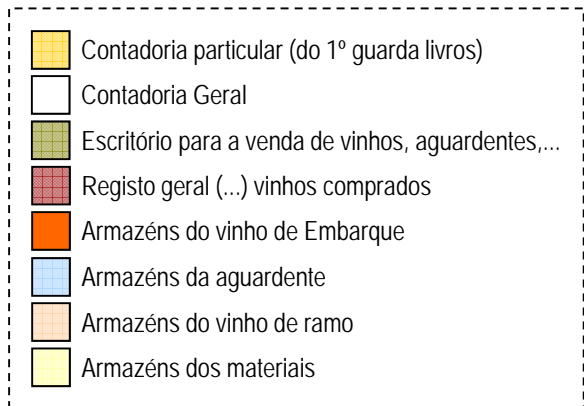 Contadoria particular (do 1º guarda livros)
Contadoria Geral
Escritório para a venda de vinhos, aguardentes,...
Registo geral (...) vinhos comprados
Armazéns do vinho de Embarque
Armazéns da aguardente
Armazéns do vinho de ramo
Armazéns dos materiais